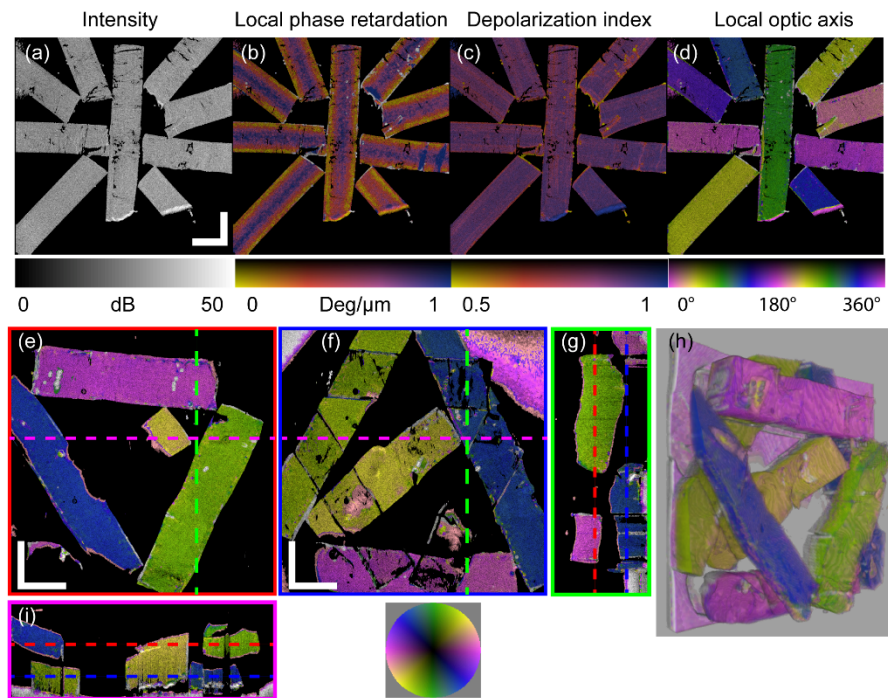 Intensity Local phase retardation Depolarization index Local optic axis
(a) (b) (c) (d)
0 dB 50 0 Deg/μm 1 0.5 1 0° 180° 360°
(e) (f) (g) (h)
(i)